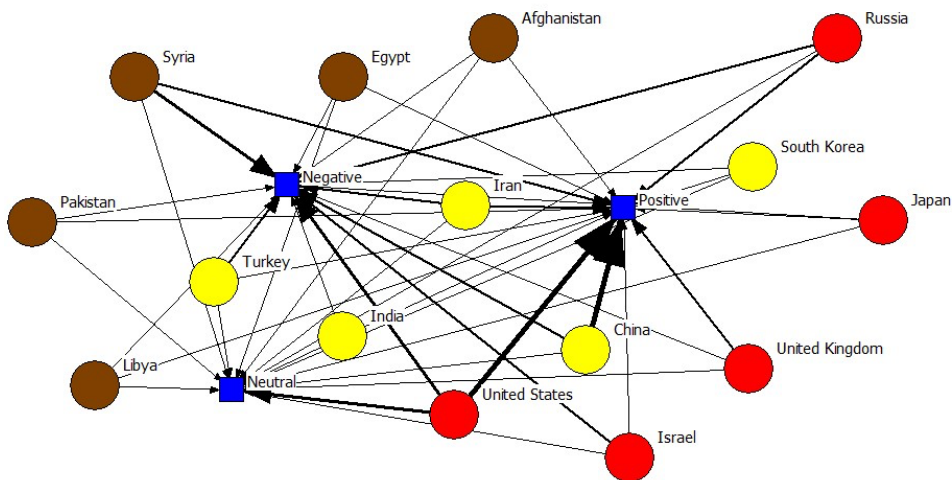 Afghanistan
Russia
Syria
Egypt
South Korea
Negative
Iran
Positive
Pakistan
Japan
Turkey
India
China
United Kingdom
Libya
Neutral
United States
Israel